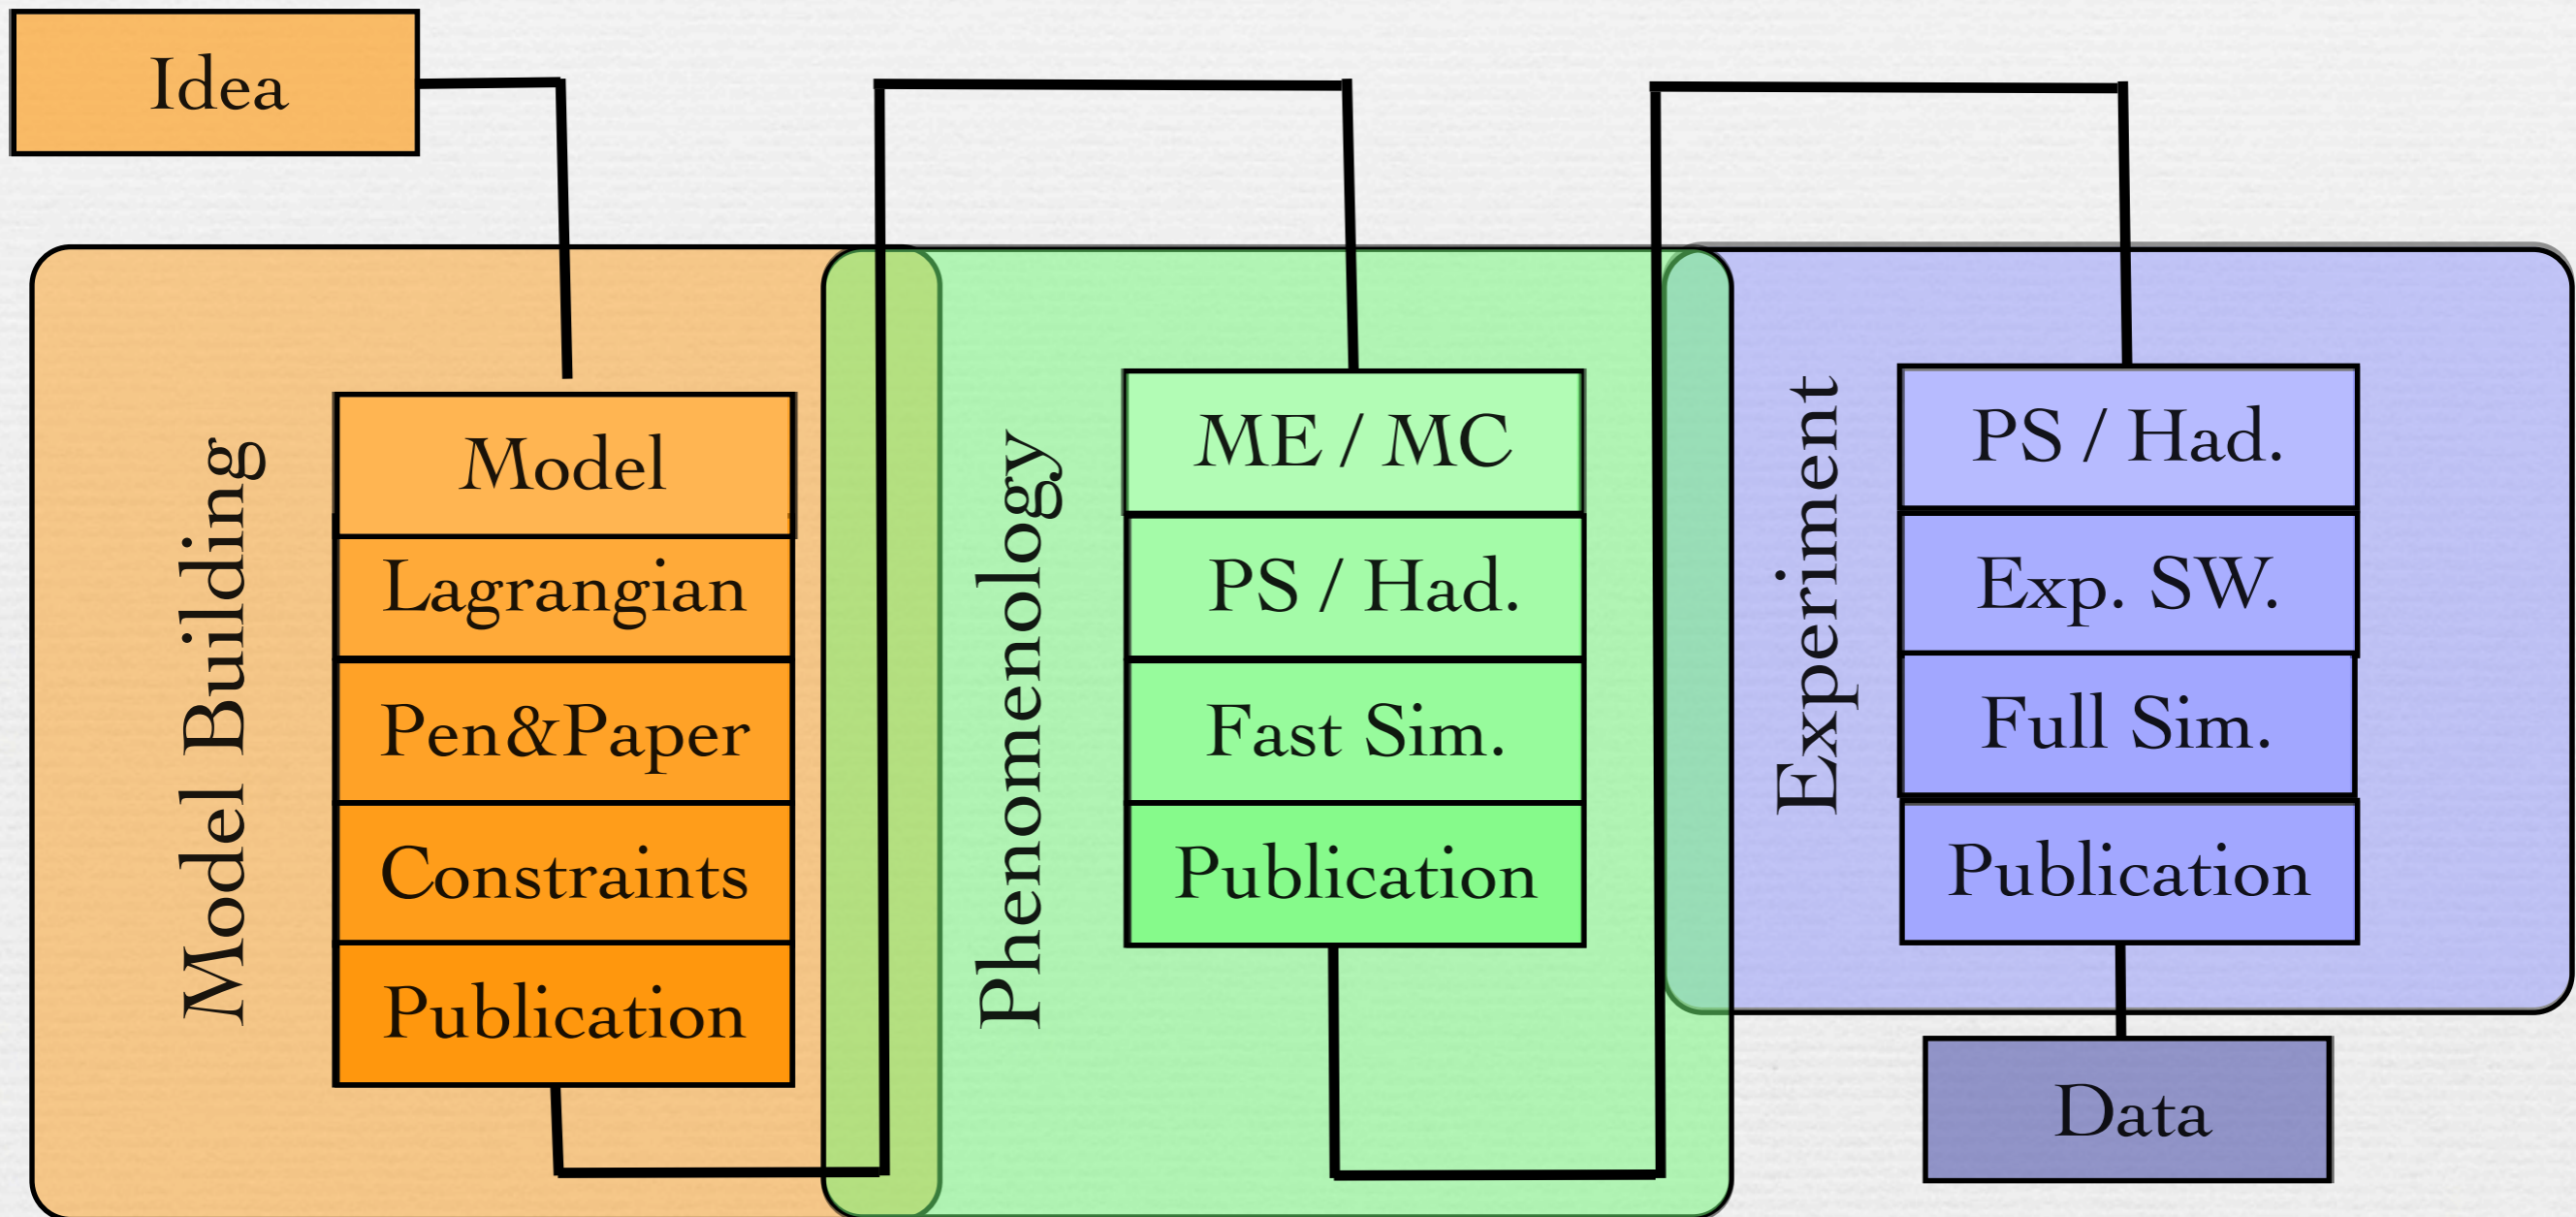 Idea
Model Building
Model
Lagrangian
Pen&Paper
Constraints
Publication
Phenomenology
ME / MC
PS / Had.
Fast Sim.
Publication
Experiment
PS / Had.
Exp. SW.
Full Sim.
Publication
Data